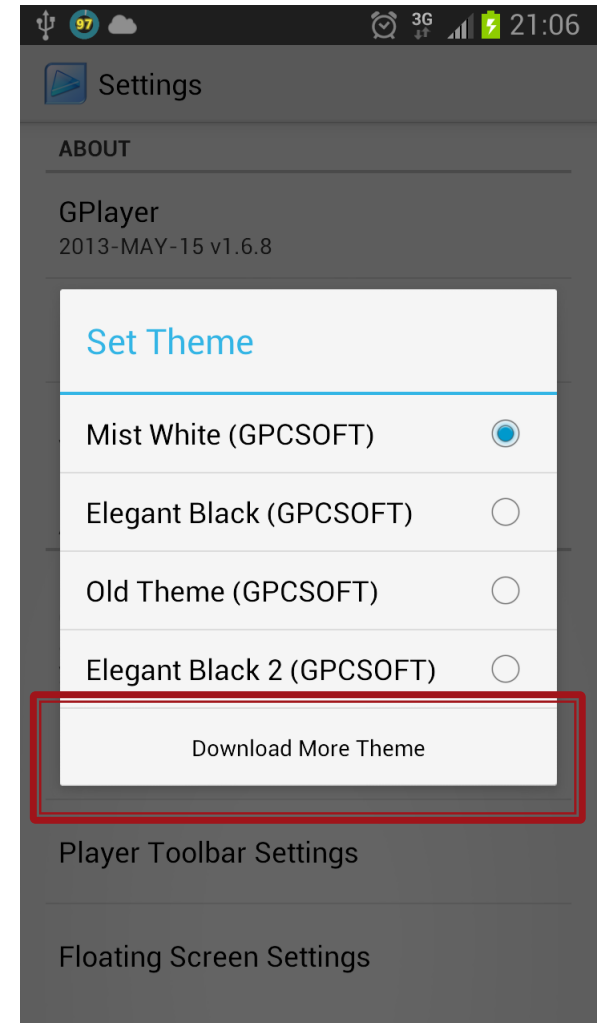 97 3G 21:06
Settings
ABOUT
GPlayer
2013-MAY-15 v1.6.8
Set Theme
Mist White (GPCSOFT)
Elegant Black (GPCSOFT)
Old Theme (GPCSOFT)
Elegant Black 2 (GPCSOFT)
Download More Theme
Player Toolbar Settings
Floating Screen Settings